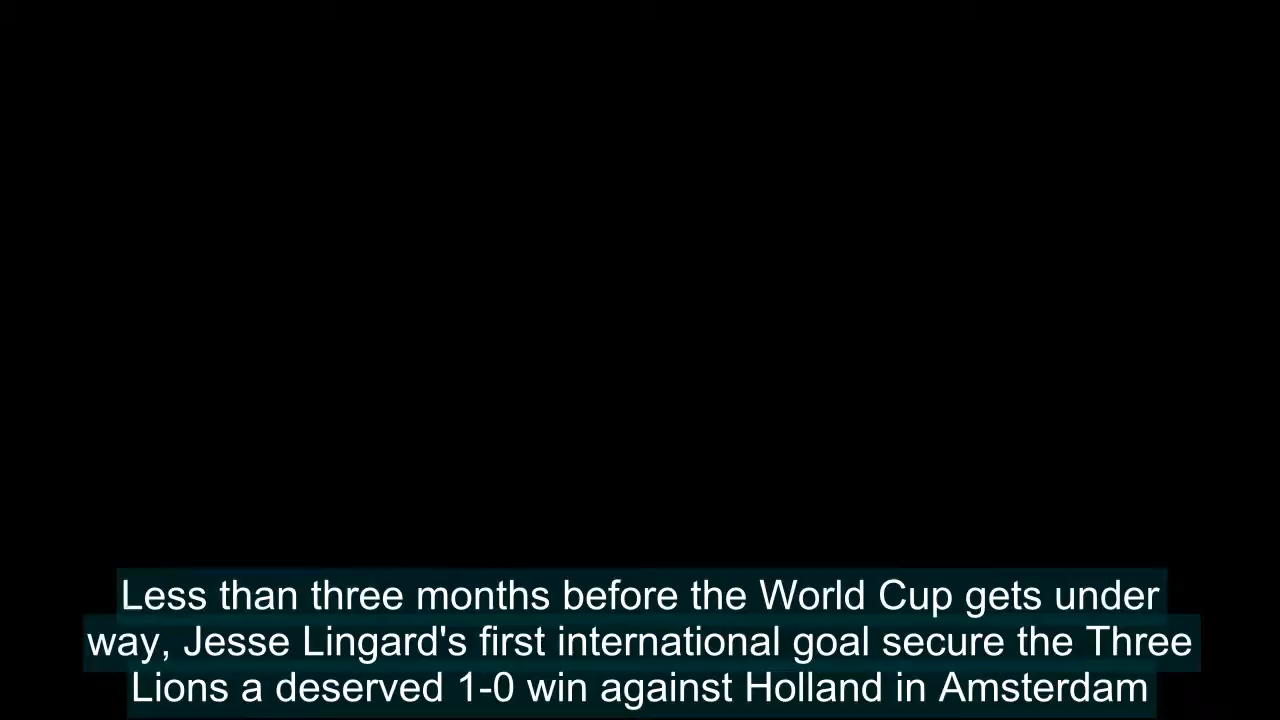 Less than three months before the World Cup gets under
way, Jesse Lingard's first international goal secure the Three
Lions a deserved 1-0 win against Holland in Amsterdam